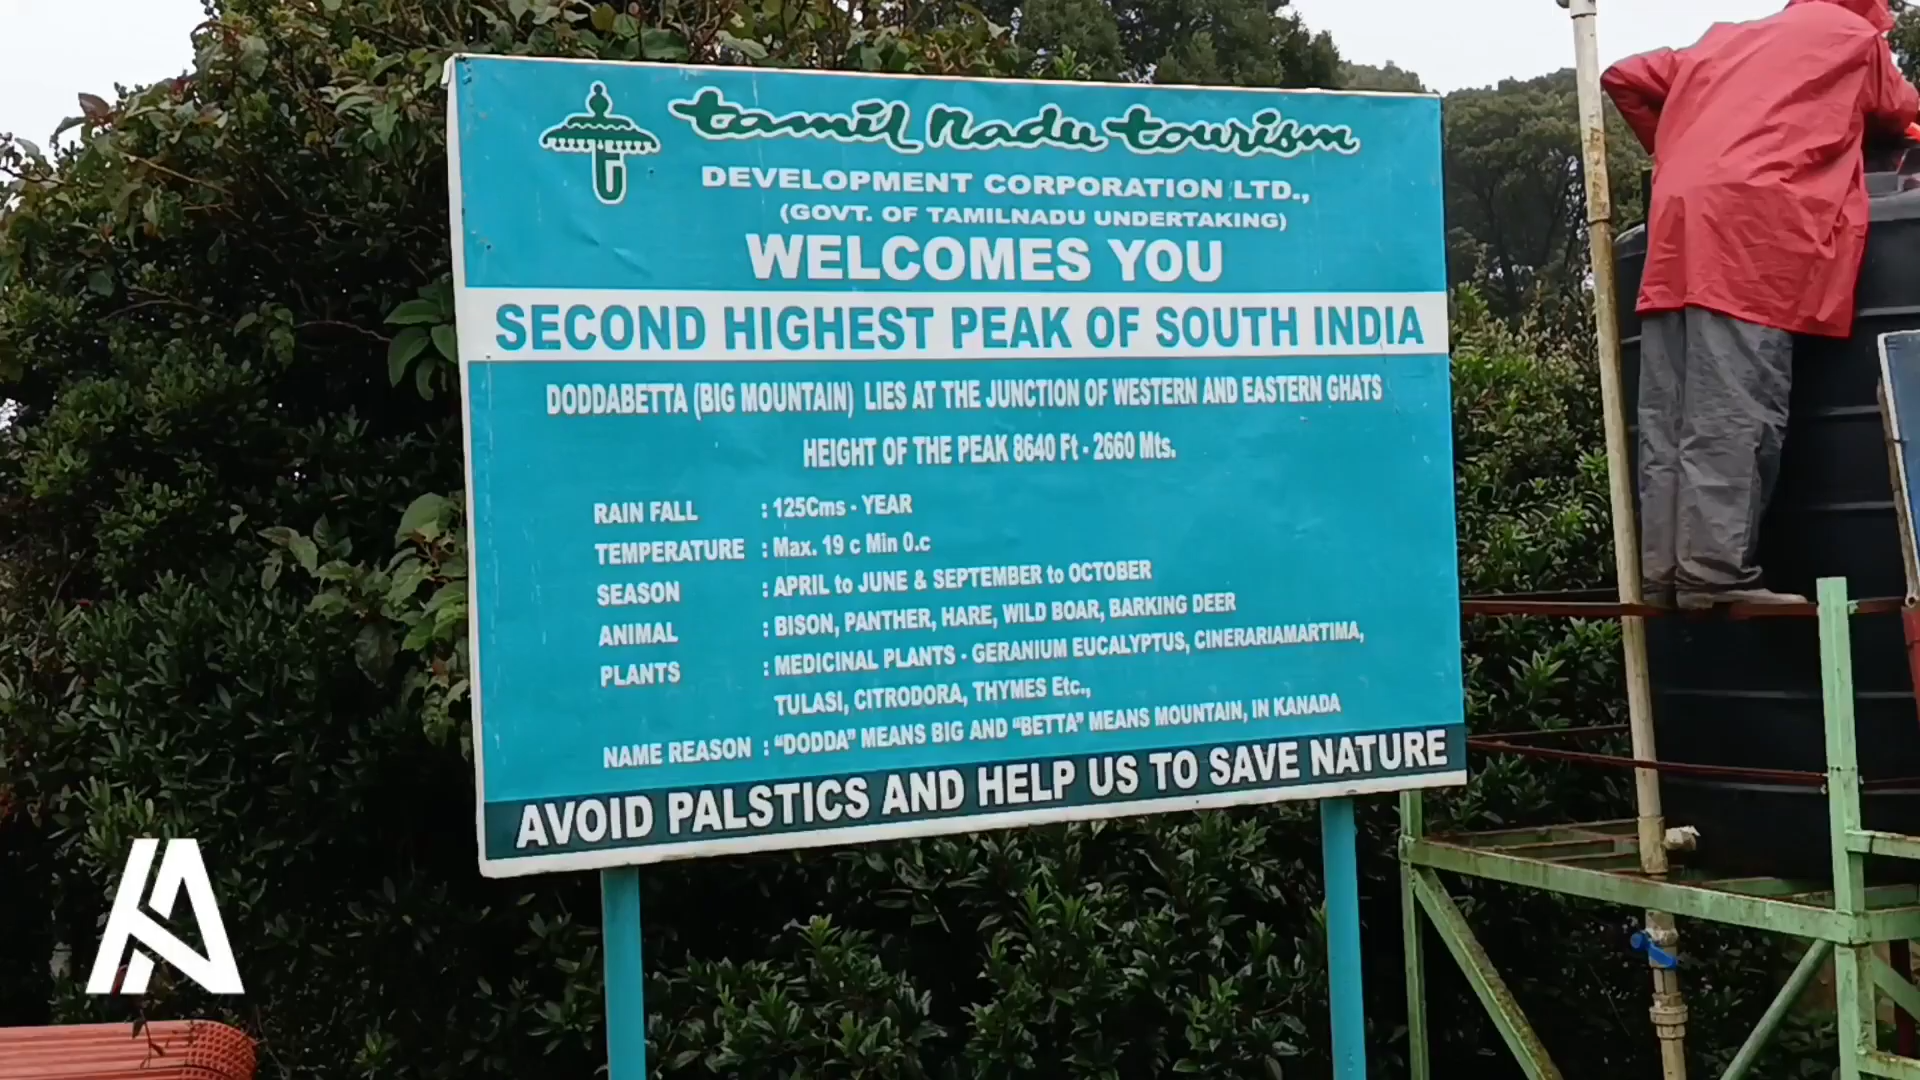 tamil nadu tourism
DEVELOPMENT CORPORATION LTD.,
(GOVT. OF TAMILNADU UNDERTAKING)
WELCOMES YOU
SECOND HIGHEST PEAK OF SOUTH INDIA
DODDABETTA (BIG MOUNTAIN) LIES AT THE JUNCTION OF WESTERN AND EASTERN GHATS
HEIGHT OF THE PEAK 8640 Ft - 2660 Mts.
RAIN FALL : 125Cms - YEAR
TEMPERATURE : Max. 19 c Min 0.c
SEASON : APRIL to JUNE & SEPTEMBER to OCTOBER
ANIMAL : BISON, PANTHER, HARE, WILD BOAR, BARKING DEER
PLANTS : MEDICINAL PLANTS - GERANIUM EUCALYPTUS, CINERARIAMARTIMA,
TULASI, CITRODORA, THYMES Etc.,
NAME REASON : "DODDA" MEANS BIG AND "BETTA" MEANS MOUNTAIN, IN KANADA
AVOID PALSTICS AND HELP US TO SAVE NATURE